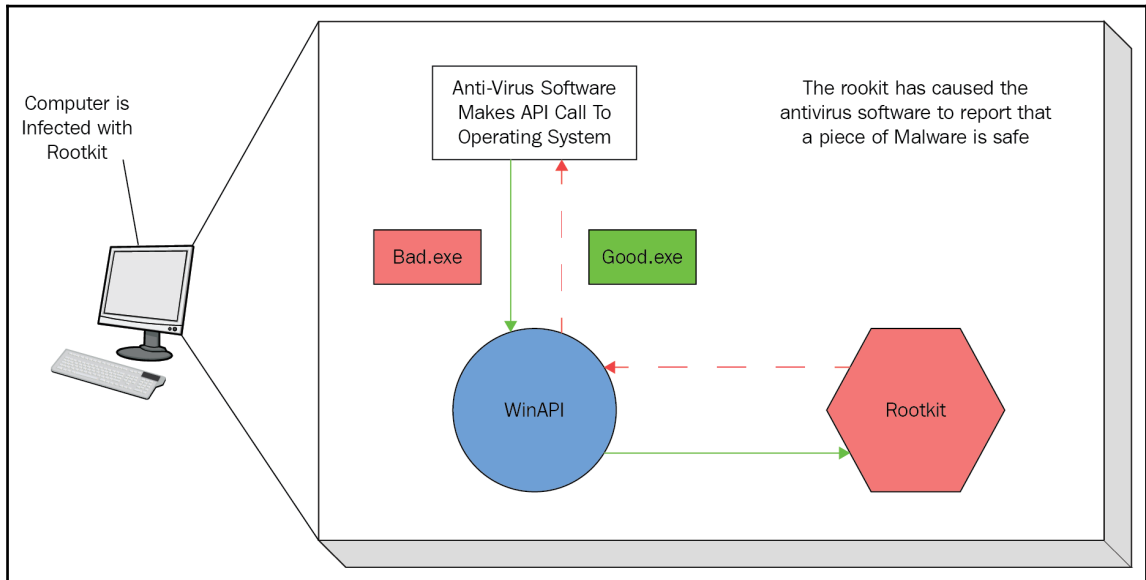 Computer is
Infected with
Rootkit
Anti-Virus Software
Makes API Call To
Operating System
The rookit has caused the
antivirus software to report that
a piece of Malware is safe
Bad.exe
Good.exe
WinAPI
Rootkit